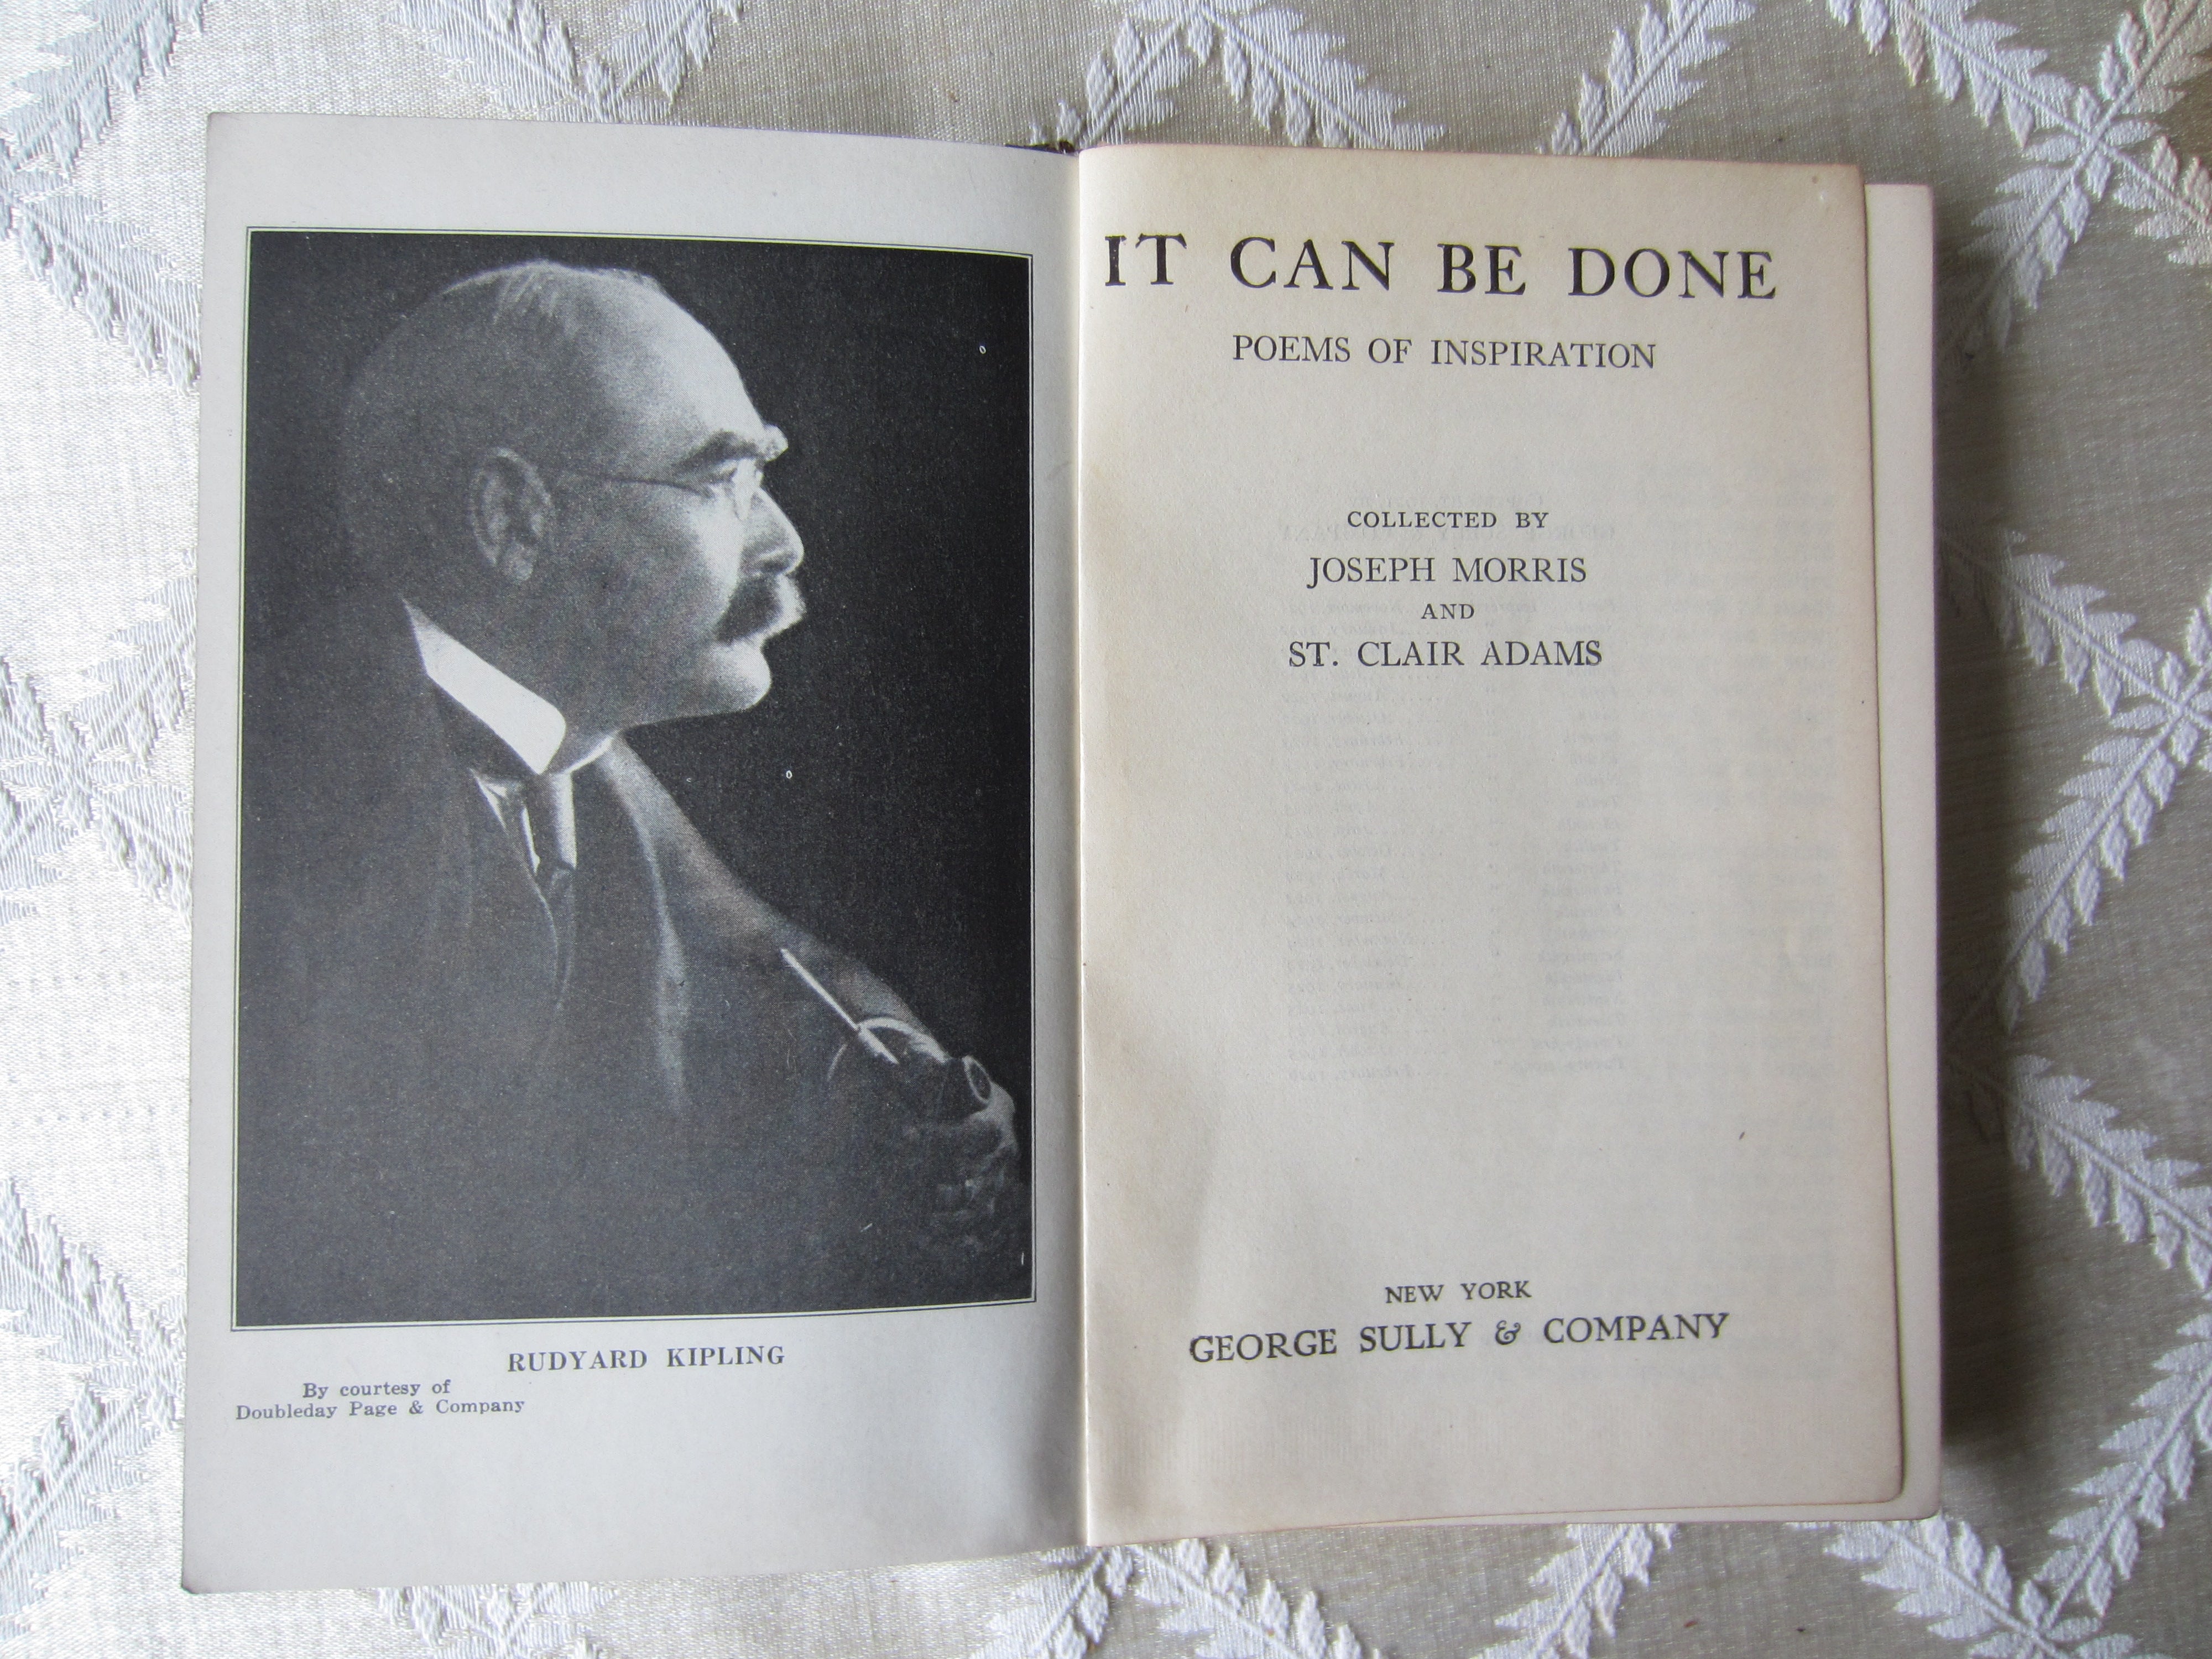 RUDYARD KIPLING
By courtesy of
Doubleday Page & Company
IT CAN BE DONE
POEMS OF INSPIRATION
COLLECTED BY
JOSEPH MORRIS
AND
ST. CLAIR ADAMS
NEW YORK
GEORGE SULLY & COMPANY